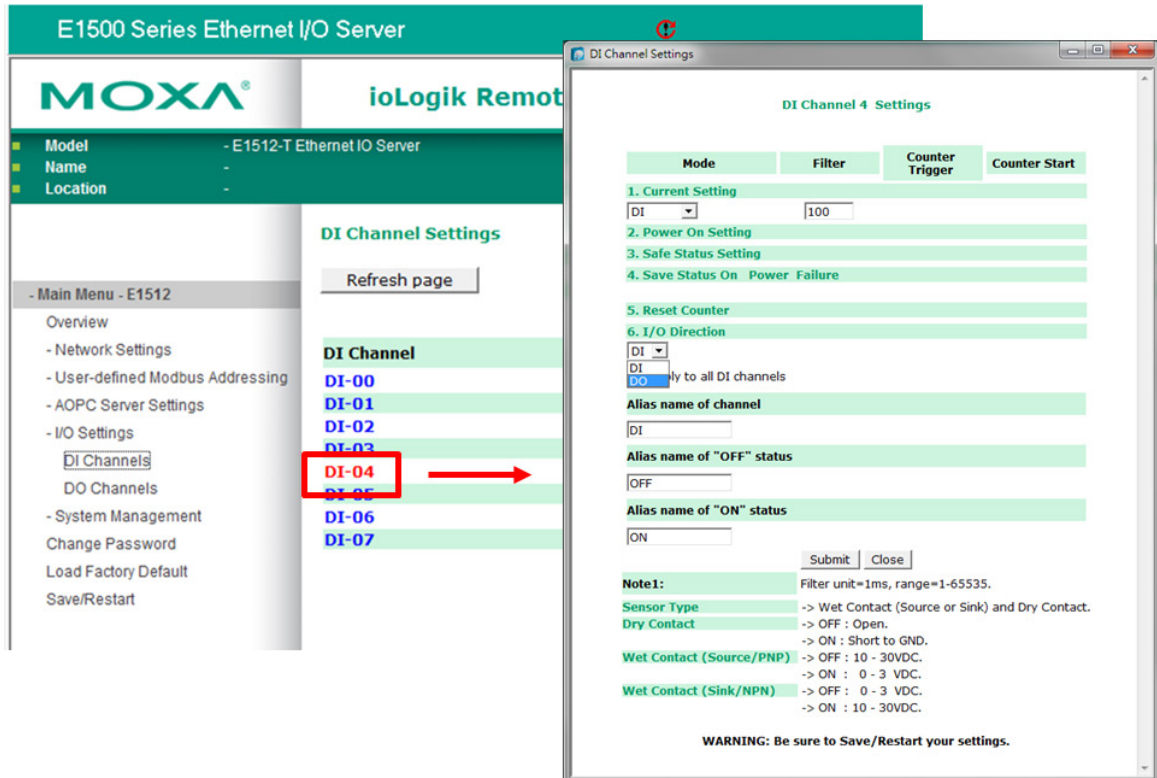 E1500 Series Ethernet I/O Server
MOXA®
ioLogik Remot
Model - E1512-T Ethernet IO Server
Name -
Location -
- Main Menu - E1512
Overview
- Network Settings
- User-defined Modbus Addressing
- AOPC Server Settings
- I/O Settings
DI Channels
DO Channels
- System Management
Change Password
Load Factory Default
Save/Restart
DI Channel Settings
Refresh page
DI Channel
DI-00
DI-01
DI-02
DI-03
DI-04
DI-05
DI-06
DI-07
DI Channel Settings
DI Channel 4 Settings
Mode Filter Counter Trigger Counter Start
1. Current Setting
DI 100
2. Power On Setting
3. Safe Status Setting
4. Save Status On Power Failure
5. Reset Counter
6. I/O Direction
DI
DI
DO ly to all DI channels
Alias name of channel
DI
Alias name of "OFF" status
OFF
Alias name of "ON" status
ON
Submit Close
Note1: Filter unit=1ms, range=1-65535.
Sensor Type -> Wet Contact (Source or Sink) and Dry Contact.
Dry Contact -> OFF : Open.
-> ON : Short to GND.
Wet Contact (Source/PNP) -> OFF : 10 - 30VDC.
-> ON : 0 - 3 VDC.
Wet Contact (Sink/NPN) -> OFF : 0 - 3 VDC.
-> ON : 10 - 30VDC.
WARNING: Be sure to Save/Restart your settings.